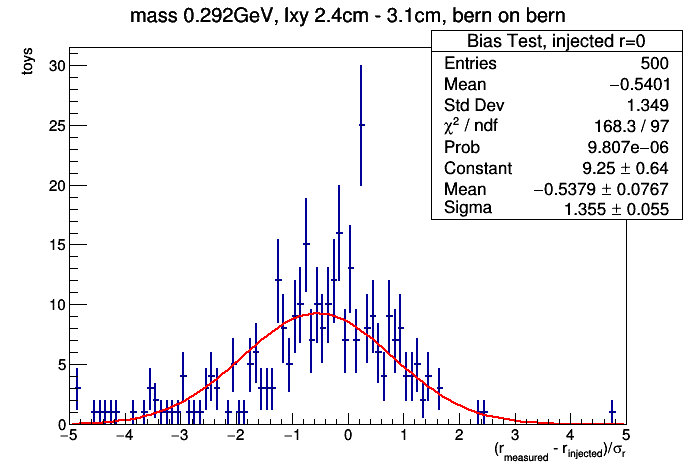 mass 0.292GeV, lxy 2.4cm - 3.1cm, bern on bern
Bias Test, injected r=0
Entries 500
Mean −0.5401
Std Dev 1.349
χ² / ndf 168.3 / 97
Prob 9.807e−06
Constant 9.25 ± 0.64
Mean −0.5379 ± 0.0767
Sigma 1.355 ± 0.055
toys
30
25
20
15
10
5
0
−5 −4 −3 −2 −1 0 1 2 3 4 5
(r_measured - r_injected)/σ_r